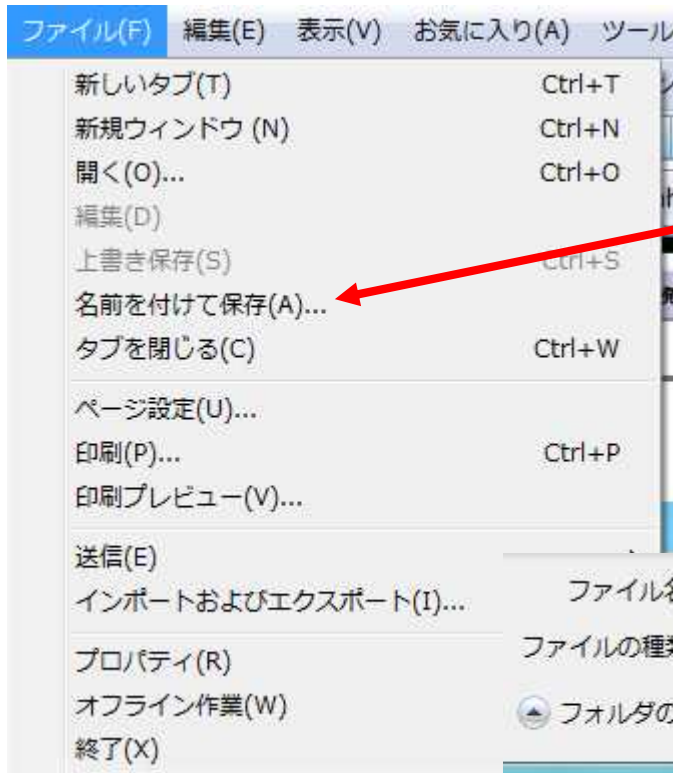 ファイル(F) 編集(E) 表示(V) お気に入り(A) ツール
新しいタブ(T) Ctrl+T
新規ウィンドウ (N) Ctrl+N
開く(O)... Ctrl+O
編集(D)
上書き保存(S) Ctrl+S
名前を付けて保存(A)...
タブを閉じる(C) Ctrl+W
ページ設定(U)...
印刷(P)... Ctrl+P
印刷プレビュー(V)...
送信(E)
インポートおよびエクスポート(I)...
プロパティ(R)
オフライン作業(W)
終了(X)
ファイル名
ファイルの種類
フォルダの